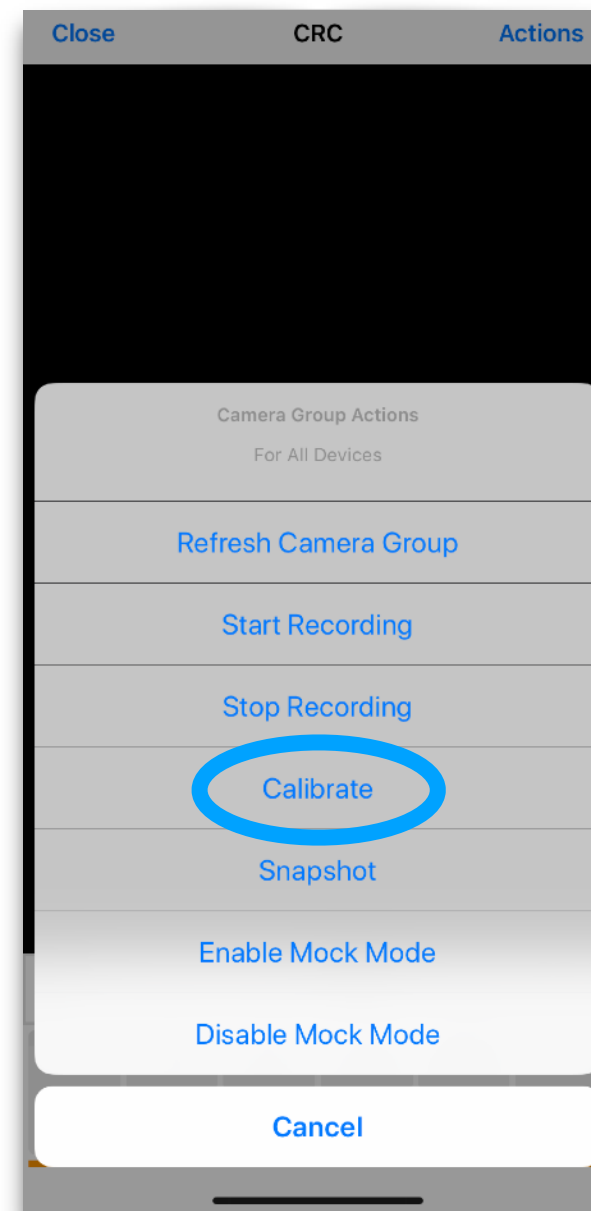 Close CRC Actions
Camera Group Actions
For All Devices
Refresh Camera Group
Start Recording
Stop Recording
Calibrate
Snapshot
Enable Mock Mode
Disable Mock Mode
Cancel